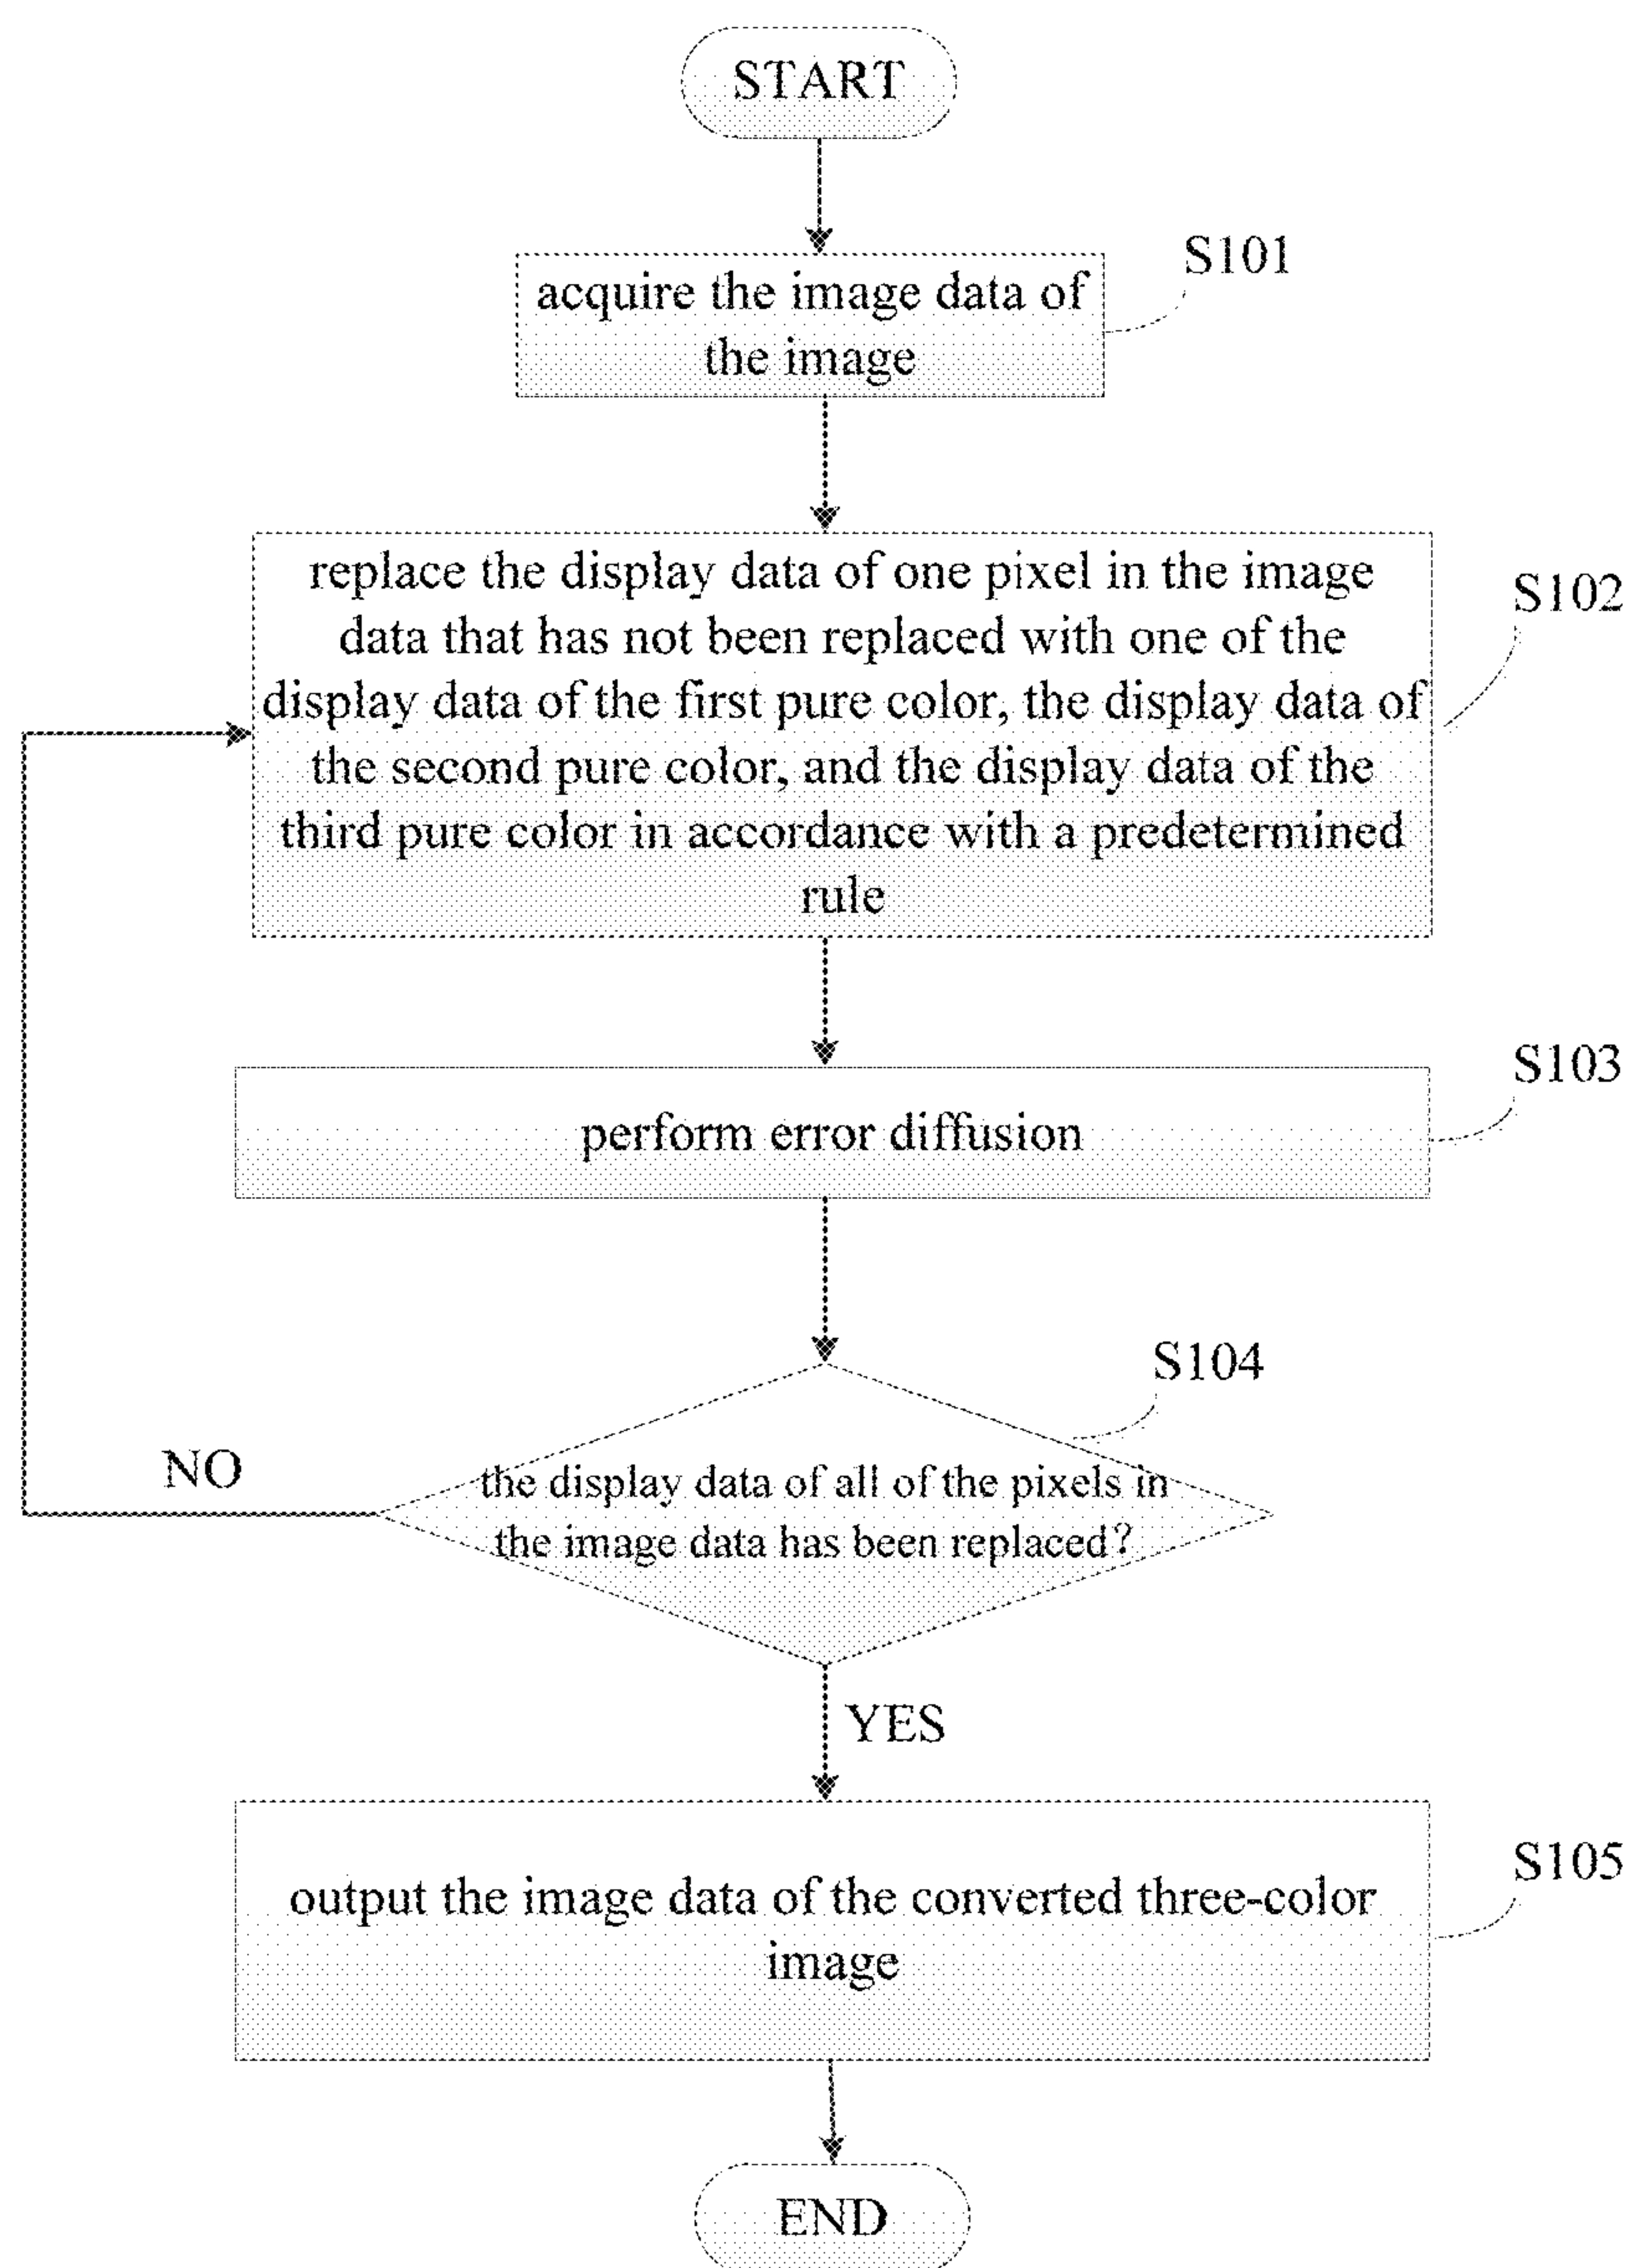 START
S101
acquire the image data of
the image
S102
replace the display data of one pixel in the image
data that has not been replaced with one of the
display data of the first pure color, the display data of
the second pure color, and the display data of the
third pure color in accordance with a predetermined
rule
S103
perform error diffusion
S104
the display data of all of the pixels in
the image data has been replaced?
NO
YES
S105
output the image data of the converted three-color
image
END